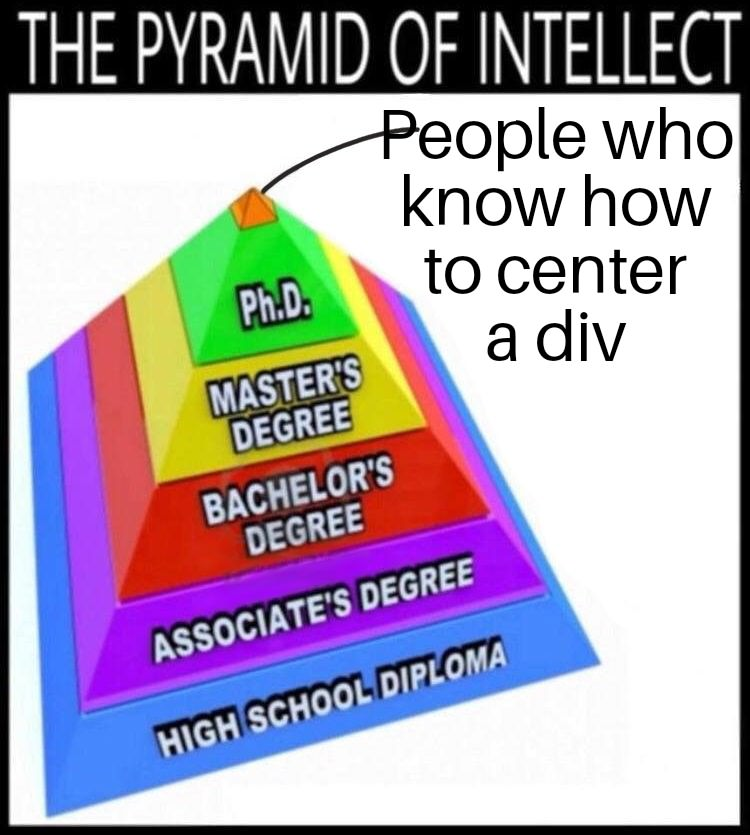 THE PYRAMID OF INTELLECT
People who
know how
to center
a div
Ph.D.
MASTER'S
DEGREE
BACHELOR'S
DEGREE
ASSOCIATE'S DEGREE
HIGH SCHOOL DIPLOMA